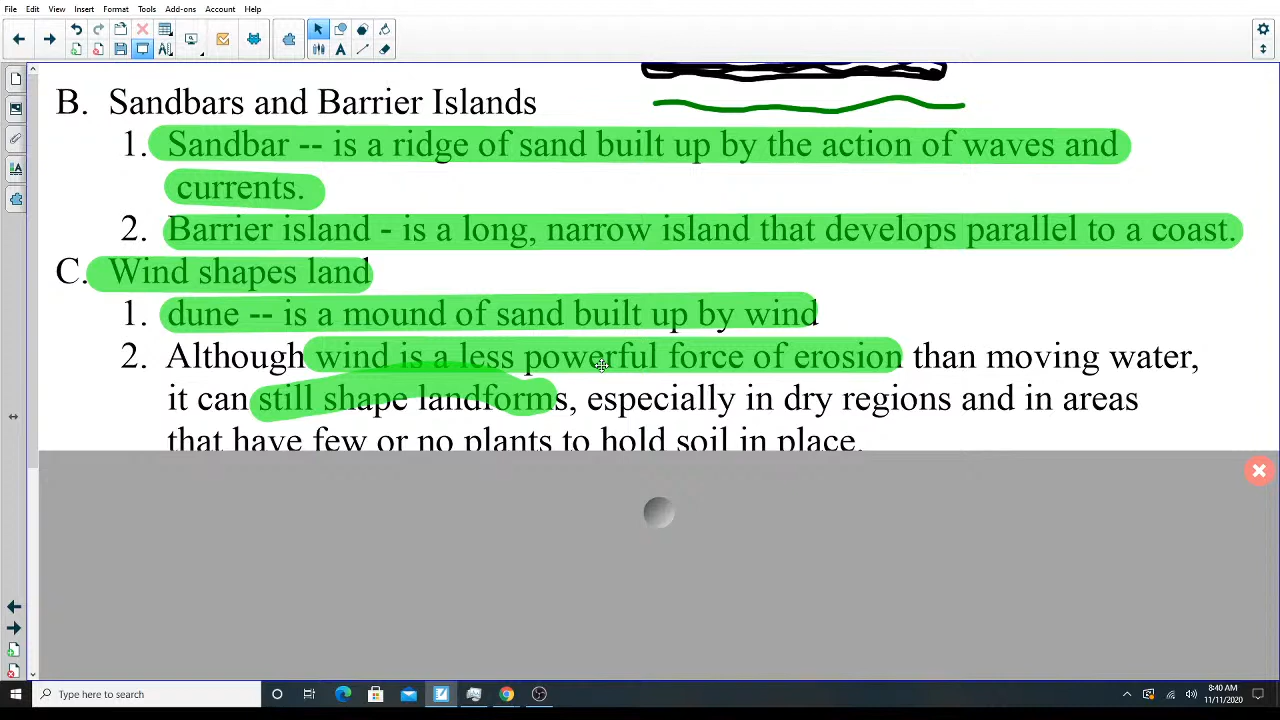 File Edit View Insert Format Tools Add-ons Account Help
B. Sandbars and Barrier Islands
1. Sandbar -- is a ridge of sand built up by the action of waves and
currents.
2. Barrier island - is a long, narrow island that develops parallel to a coast.
C. Wind shapes land
1. dune -- is a mound of sand built up by wind
2. Although wind is a less powerful force of erosion than moving water,
it can still shape landforms, especially in dry regions and in areas
that have few or no plants to hold soil in place.
Type here to search
8:40 AM
11/11/2020